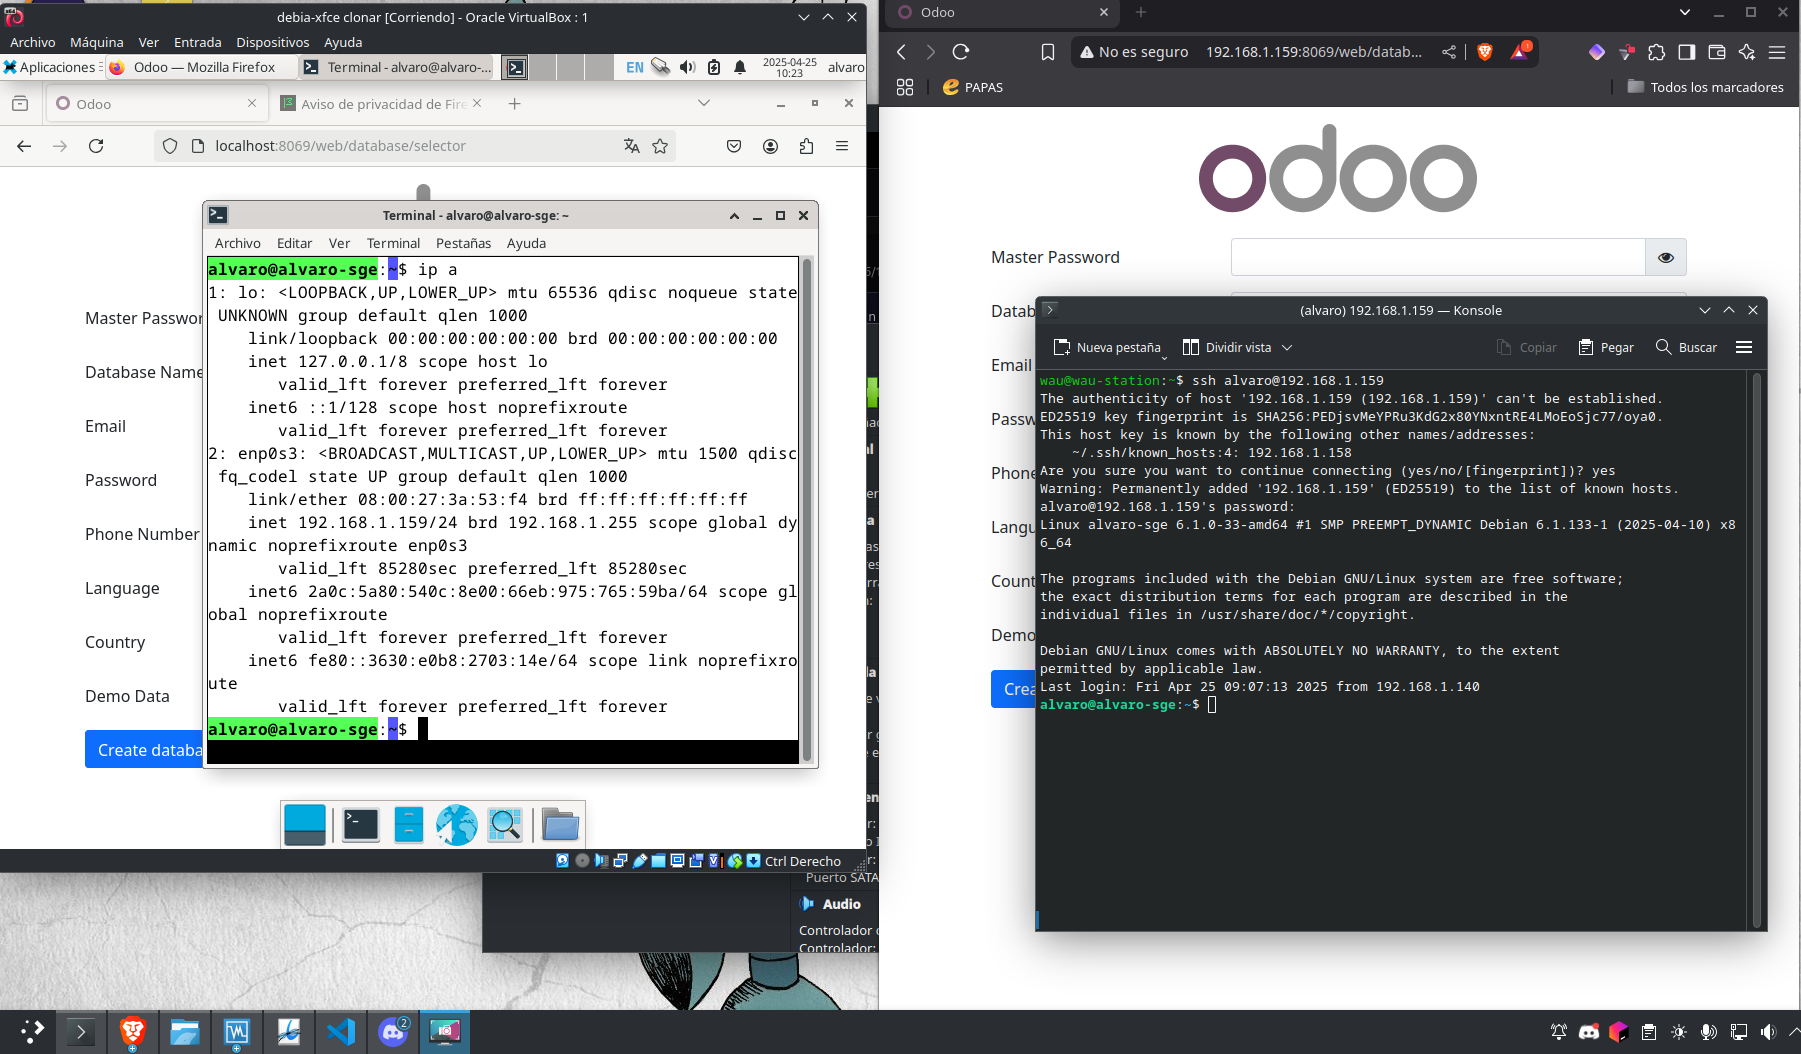 debia-xfce clonar [Corriendo] - Oracle VirtualBox : 1
Archivo Máquina Ver Entrada Dispositivos Ayuda
Aplicaciones Odoo — Mozilla Firefox Terminal - alvaro@alvaro-... EN 2025-04-25 10:23 alvaro
Odoo Aviso de privacidad de Fire
localhost:8069/web/database/selector
Master Passwor
Database Name
Email
Password
Phone Number
Language
Country
Demo Data
Create databa
Terminal - alvaro@alvaro-sge: ~
Archivo Editar Ver Terminal Pestañas Ayuda
alvaro@alvaro-sge:~$ ip a
1: lo: <LOOPBACK,UP,LOWER_UP> mtu 65536 qdisc noqueue state
UNKNOWN group default qlen 1000
link/loopback 00:00:00:00:00:00 brd 00:00:00:00:00:00
inet 127.0.0.1/8 scope host lo
valid_lft forever preferred_lft forever
inet6 ::1/128 scope host noprefixroute
valid_lft forever preferred_lft forever
2: enp0s3: <BROADCAST,MULTICAST,UP,LOWER_UP> mtu 1500 qdisc
fq_codel state UP group default qlen 1000
link/ether 08:00:27:3a:53:f4 brd ff:ff:ff:ff:ff:ff
inet 192.168.1.159/24 brd 192.168.1.255 scope global dy
namic noprefixroute enp0s3
valid_lft 85280sec preferred_lft 85280sec
inet6 2a0c:5a80:540c:8e00:66eb:975:765:59ba/64 scope gl
obal noprefixroute
valid_lft forever preferred_lft forever
inet6 fe80::3630:e0b8:2703:14e/64 scope link noprefixro
ute
valid_lft forever preferred_lft forever
alvaro@alvaro-sge:~$
Ctrl Derecho
Puerto SATA
Audio
Controlador
Controlador:
Odoo
No es seguro 192.168.1.159:8069/web/datab... 1
PAPAS Todos los marcadores
odoo
Master Password
Datab
Email
Passw
Phone
Langu
Count
Demo
Crea
(alvaro) 192.168.1.159 — Konsole
Nueva pestaña Dividir vista Copiar Pegar Buscar
wau@wau-station:~$ ssh alvaro@192.168.1.159
The authenticity of host '192.168.1.159 (192.168.1.159)' can't be established.
ED25519 key fingerprint is SHA256:PEDjsvMeYPRu3KdG2x80YNxntRE4LMoEoSjc77/oya0.
This host key is known by the following other names/addresses:
~/.ssh/known_hosts:4: 192.168.1.158
Are you sure you want to continue connecting (yes/no/[fingerprint])? yes
Warning: Permanently added '192.168.1.159' (ED25519) to the list of known hosts.
alvaro@192.168.1.159's password:
Linux alvaro-sge 6.1.0-33-amd64 #1 SMP PREEMPT_DYNAMIC Debian 6.1.133-1 (2025-04-10) x8
6_64
The programs included with the Debian GNU/Linux system are free software;
the exact distribution terms for each program are described in the
individual files in /usr/share/doc/*/copyright.
Debian GNU/Linux comes with ABSOLUTELY NO WARRANTY, to the extent
permitted by applicable law.
Last login: Fri Apr 25 09:07:13 2025 from 192.168.1.140
alvaro@alvaro-sge:~$
2